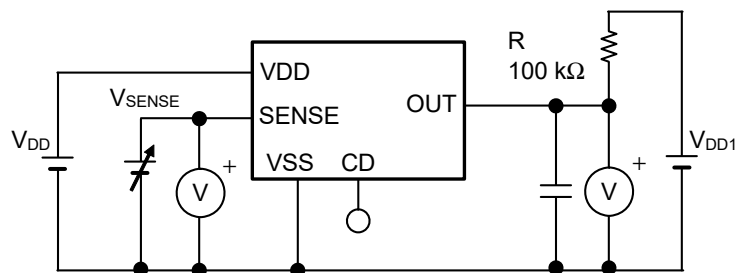 R
100 kΩ
VDD
VSENSE
SENSE
OUT
VDD
VSS
CD
+
V
+
V
VDD1